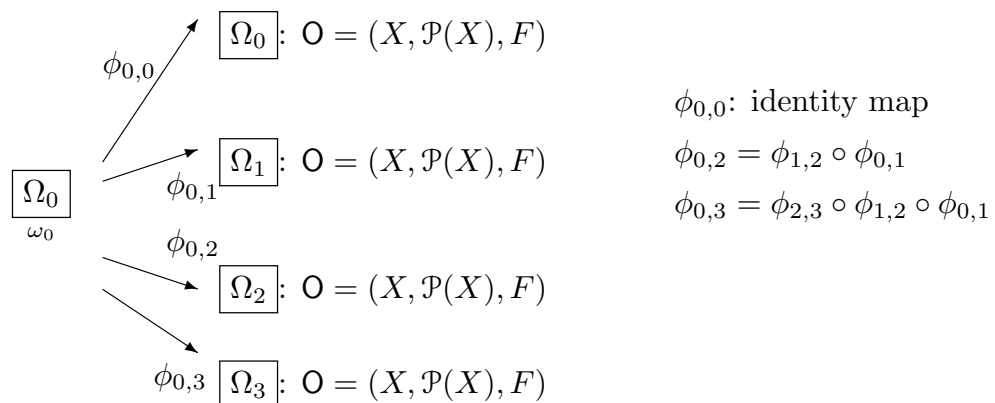 Ω₀: O = (X, 𝒫(X), F)
ϕ₀,₀
ϕ₀,₀: identity map
Ω₁: O = (X, 𝒫(X), F)
ϕ₀,₂ = ϕ₁,₂ ∘ ϕ₀,₁
ϕ₀,₁
Ω₀
ϕ₀,₃ = ϕ₂,₃ ∘ ϕ₁,₂ ∘ ϕ₀,₁
ω₀
ϕ₀,₂
Ω₂: O = (X, 𝒫(X), F)
ϕ₀,₃
Ω₃: O = (X, 𝒫(X), F)